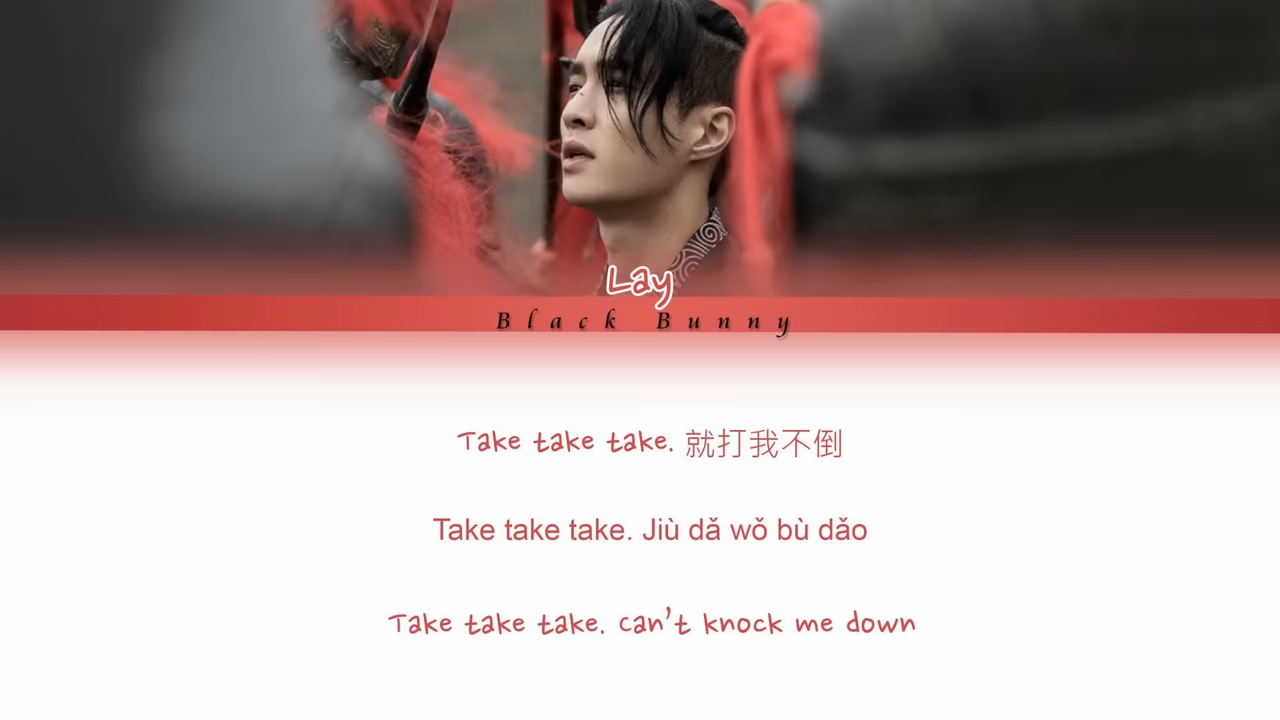 Lay
Black Bunny
Take take take. 就打我不倒
Take take take. Jiù dǎ wǒ bù dǎo
Take take take. Can't knock me down